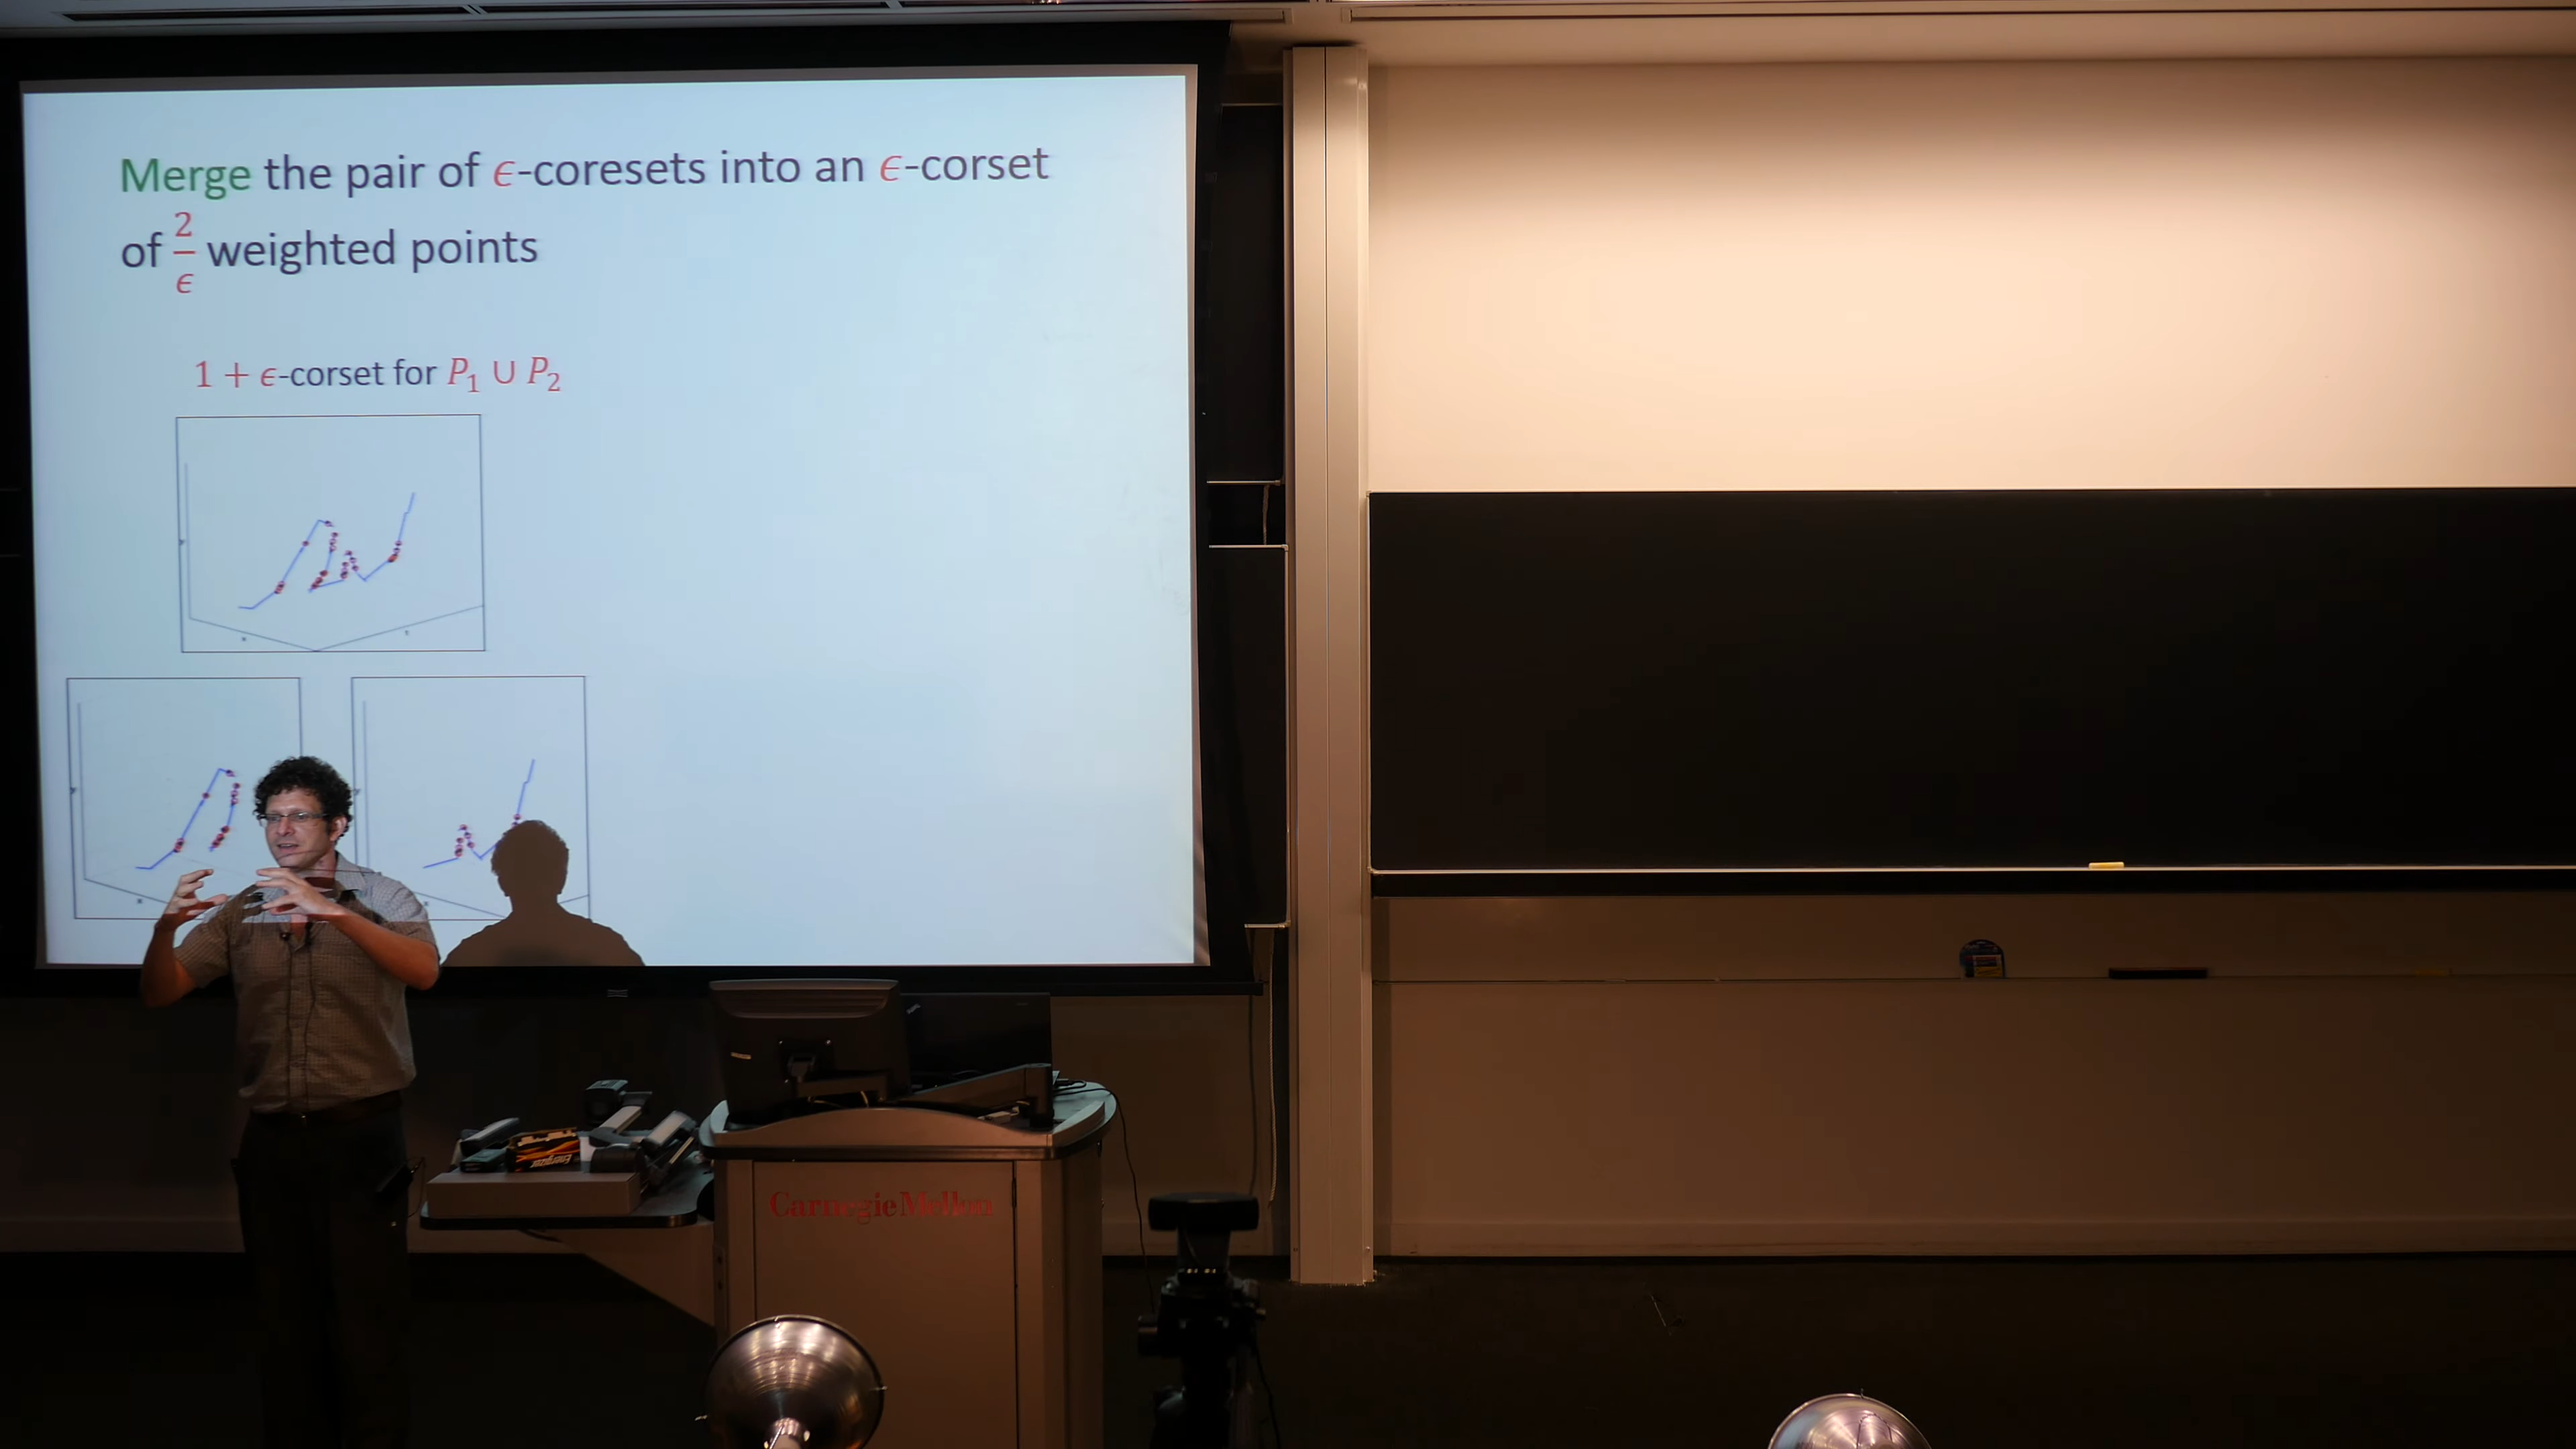 Merge the pair of ϵ-coresets into an ϵ-corset
of 2/ϵ weighted points
1 + ϵ-corset for P₁ ∪ P₂
Energizer
Carnegie Mellon